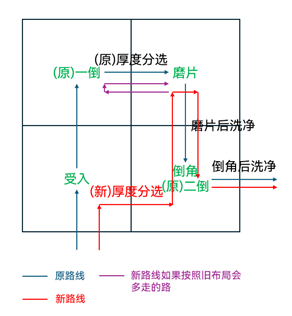 (原)厚度分选
(原)一倒
磨片
磨片后洗净
倒角
倒角后洗净
受入
(原)二倒
(新)厚度分选
原路线
新路线如果按照旧布局会
多走的路
新路线